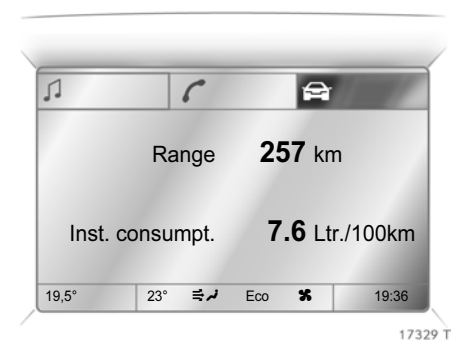 Range 257 km
Inst. consumpt. 7.6 Ltr./100km
19,5° 23° Eco 19:36
17329 T